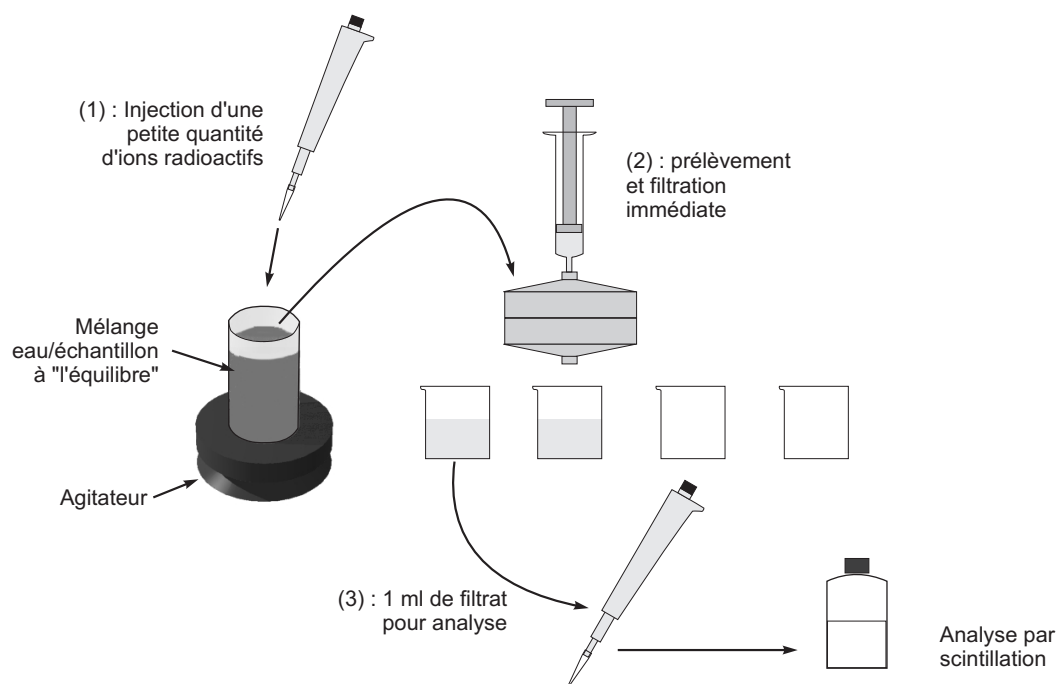 (1) : Injection d'une
petite quantité
d'ions radioactifs
(2) : prélèvement
et filtration
immédiate
Mélange
eau/échantillon
à "l'équilibre"
Agitateur
(3) : 1 ml de filtrat
pour analyse
Analyse par
scintillation